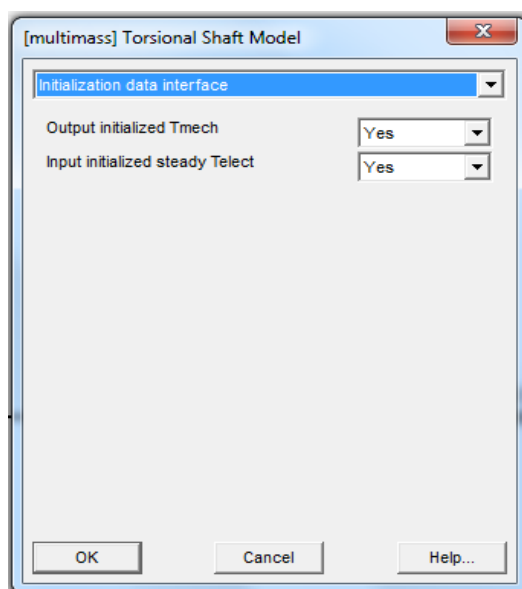 [multimass] Torsional Shaft Model
Initialization data interface
Output initialized Tmech Yes
Input initialized steady Telect Yes
OK Cancel Help...